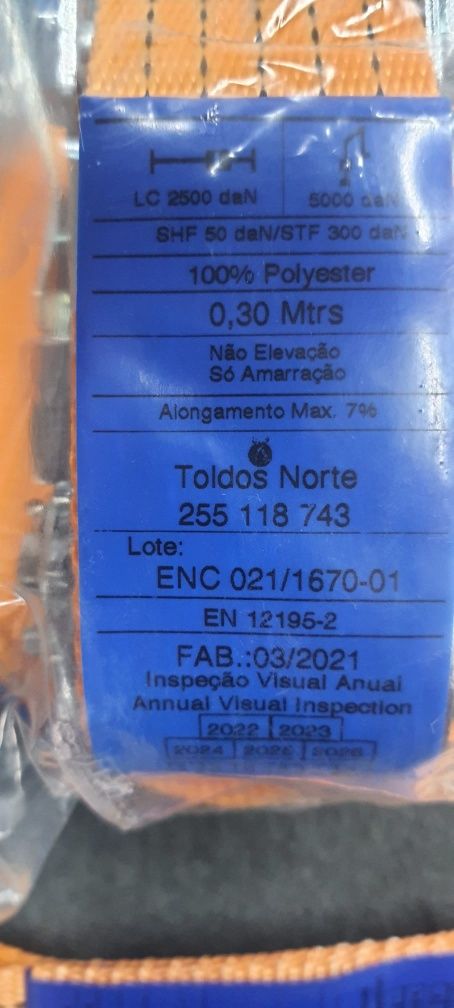 LC 2500 daN
5000 daN
SHF 50 daN/STF 300 daN
100% Polyester
0,30 Mtrs
Não Elevação
Só Amarração
Alongamento Max. 7%
Toldos Norte
255 118 743
Lote:
ENC 021/1670-01
EN 12195-2
FAB.:03/2021
Inspeção Visual Anual
Annual Visual Inspection
2022 2023
2024 2025 2026